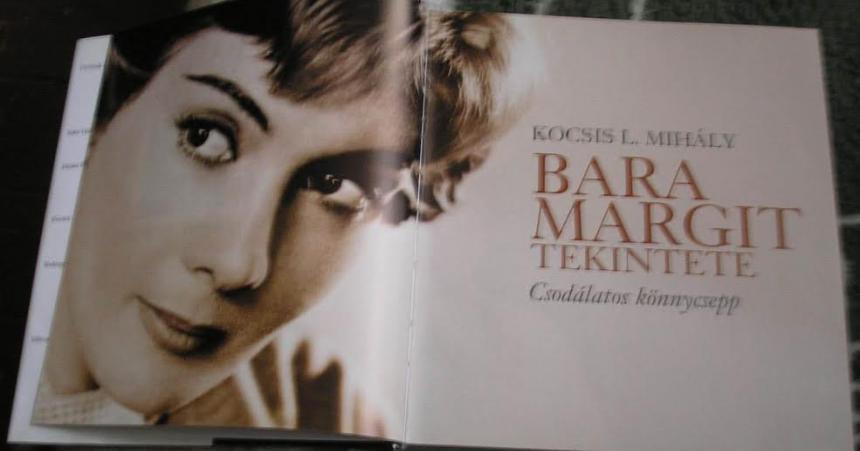 KOCSIS L. MIHÁLY
BARA
MARGIT
TEKINTETE
Csodálatos könnycsepp